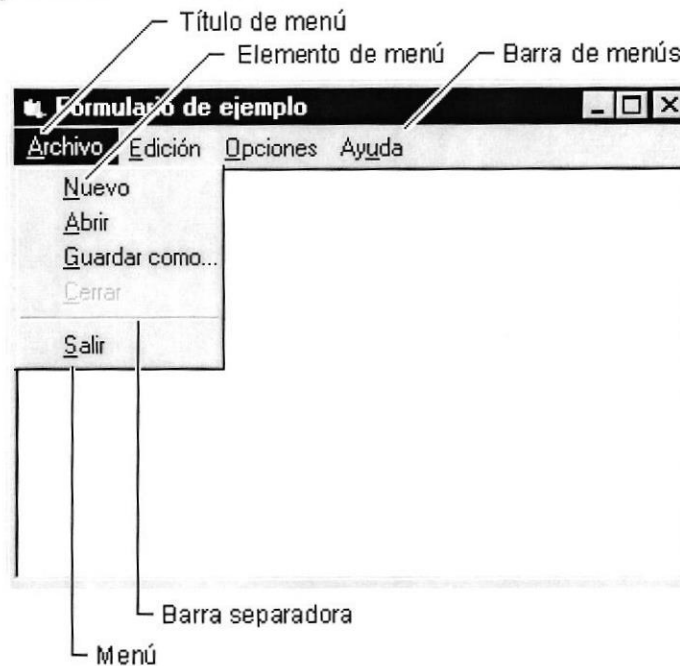 Título de menú
Elemento de menú
Barra de menús
Formulario de ejemplo
Archivo Edición Opciones Ayuda
Nuevo
Abrir
Guardar como...
Cerrar
Salir
Barra separadora
Menú